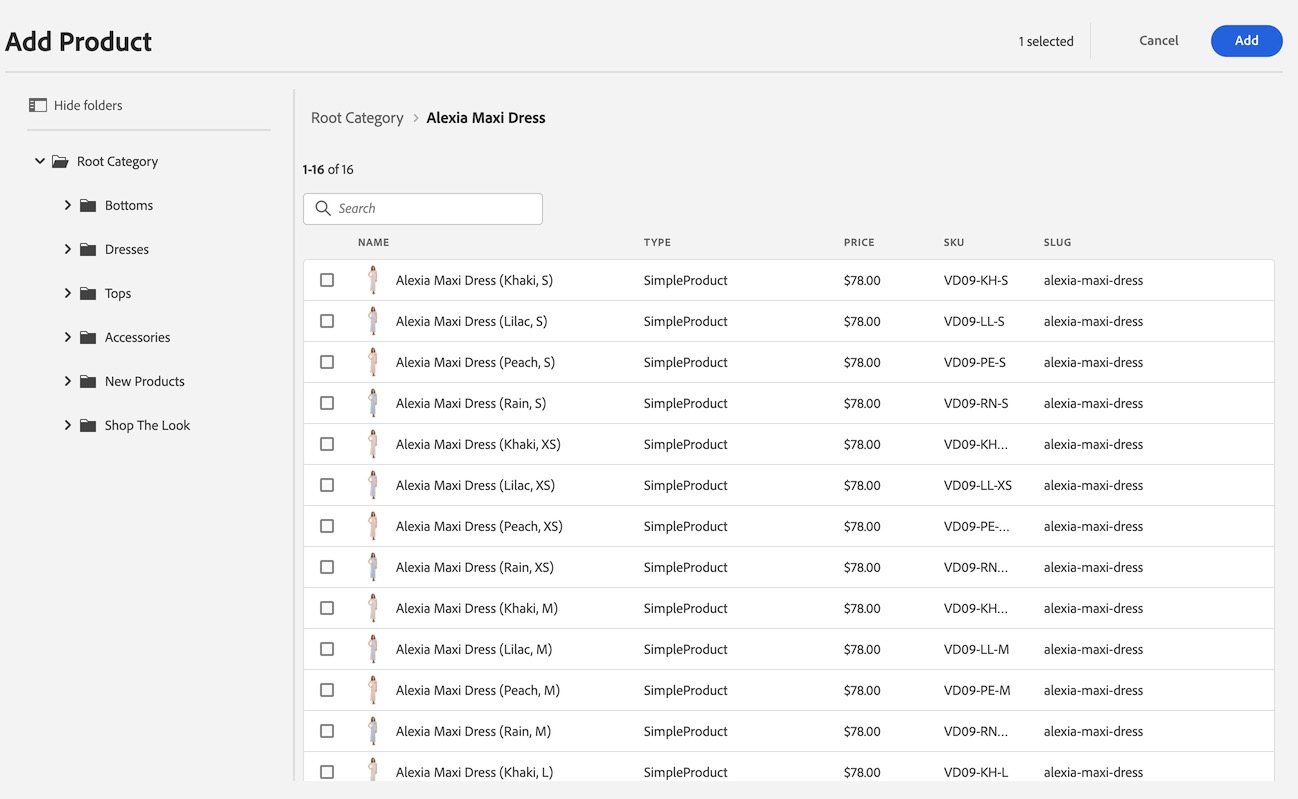 Add Product
1 selected
Cancel
Add
Hide folders
Root Category
Bottoms
Dresses
Tops
Accessories
New Products
Shop The Look
Root Category > Alexia Maxi Dress
1-16 of 16
Search
NAME TYPE PRICE SKU SLUG
Alexia Maxi Dress (Khaki, S) SimpleProduct $78.00 VD09-KH-S alexia-maxi-dress
Alexia Maxi Dress (Lilac, S) SimpleProduct $78.00 VD09-LL-S alexia-maxi-dress
Alexia Maxi Dress (Peach, S) SimpleProduct $78.00 VD09-PE-S alexia-maxi-dress
Alexia Maxi Dress (Rain, S) SimpleProduct $78.00 VD09-RN-S alexia-maxi-dress
Alexia Maxi Dress (Khaki, XS) SimpleProduct $78.00 VD09-KH... alexia-maxi-dress
Alexia Maxi Dress (Lilac, XS) SimpleProduct $78.00 VD09-LL-XS alexia-maxi-dress
Alexia Maxi Dress (Peach, XS) SimpleProduct $78.00 VD09-PE-... alexia-maxi-dress
Alexia Maxi Dress (Rain, XS) SimpleProduct $78.00 VD09-RN... alexia-maxi-dress
Alexia Maxi Dress (Khaki, M) SimpleProduct $78.00 VD09-KH... alexia-maxi-dress
Alexia Maxi Dress (Lilac, M) SimpleProduct $78.00 VD09-LL-M alexia-maxi-dress
Alexia Maxi Dress (Peach, M) SimpleProduct $78.00 VD09-PE-M alexia-maxi-dress
Alexia Maxi Dress (Rain, M) SimpleProduct $78.00 VD09-RN... alexia-maxi-dress
Alexia Maxi Dress (Khaki, L) SimpleProduct $78.00 VD09-KH-L alexia-maxi-dress